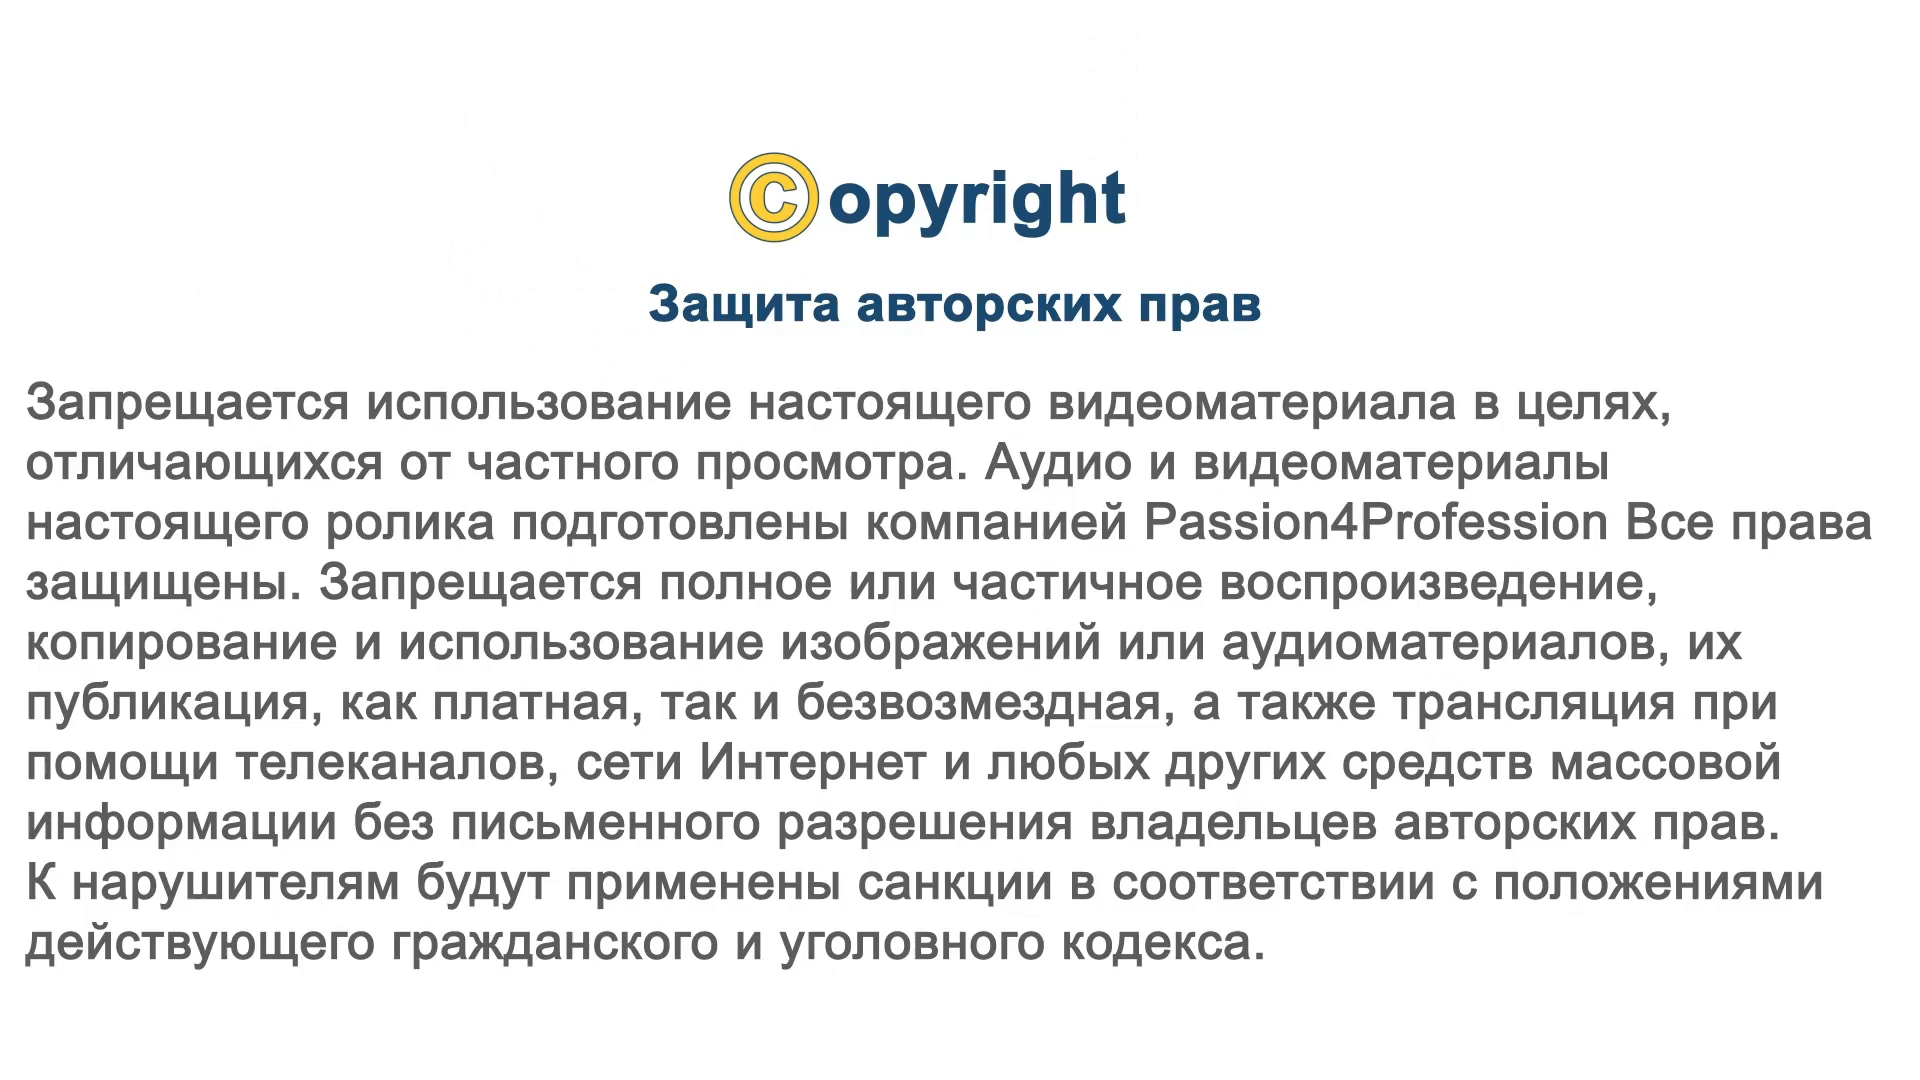 ©opyright
Защита авторских прав
Запрещается использование настоящего видеоматериала в целях,
отличающихся от частного просмотра. Аудио и видеоматериалы
настоящего ролика подготовлены компанией Passion4Profession Все права
защищены. Запрещается полное или частичное воспроизведение,
копирование и использование изображений или аудиоматериалов, их
публикация, как платная, так и безвозмездная, а также трансляция при
помощи телеканалов, сети Интернет и любых других средств массовой
информации без письменного разрешения владельцев авторских прав.
К нарушителям будут применены санкции в соответствии с положениями
действующего гражданского и уголовного кодекса.